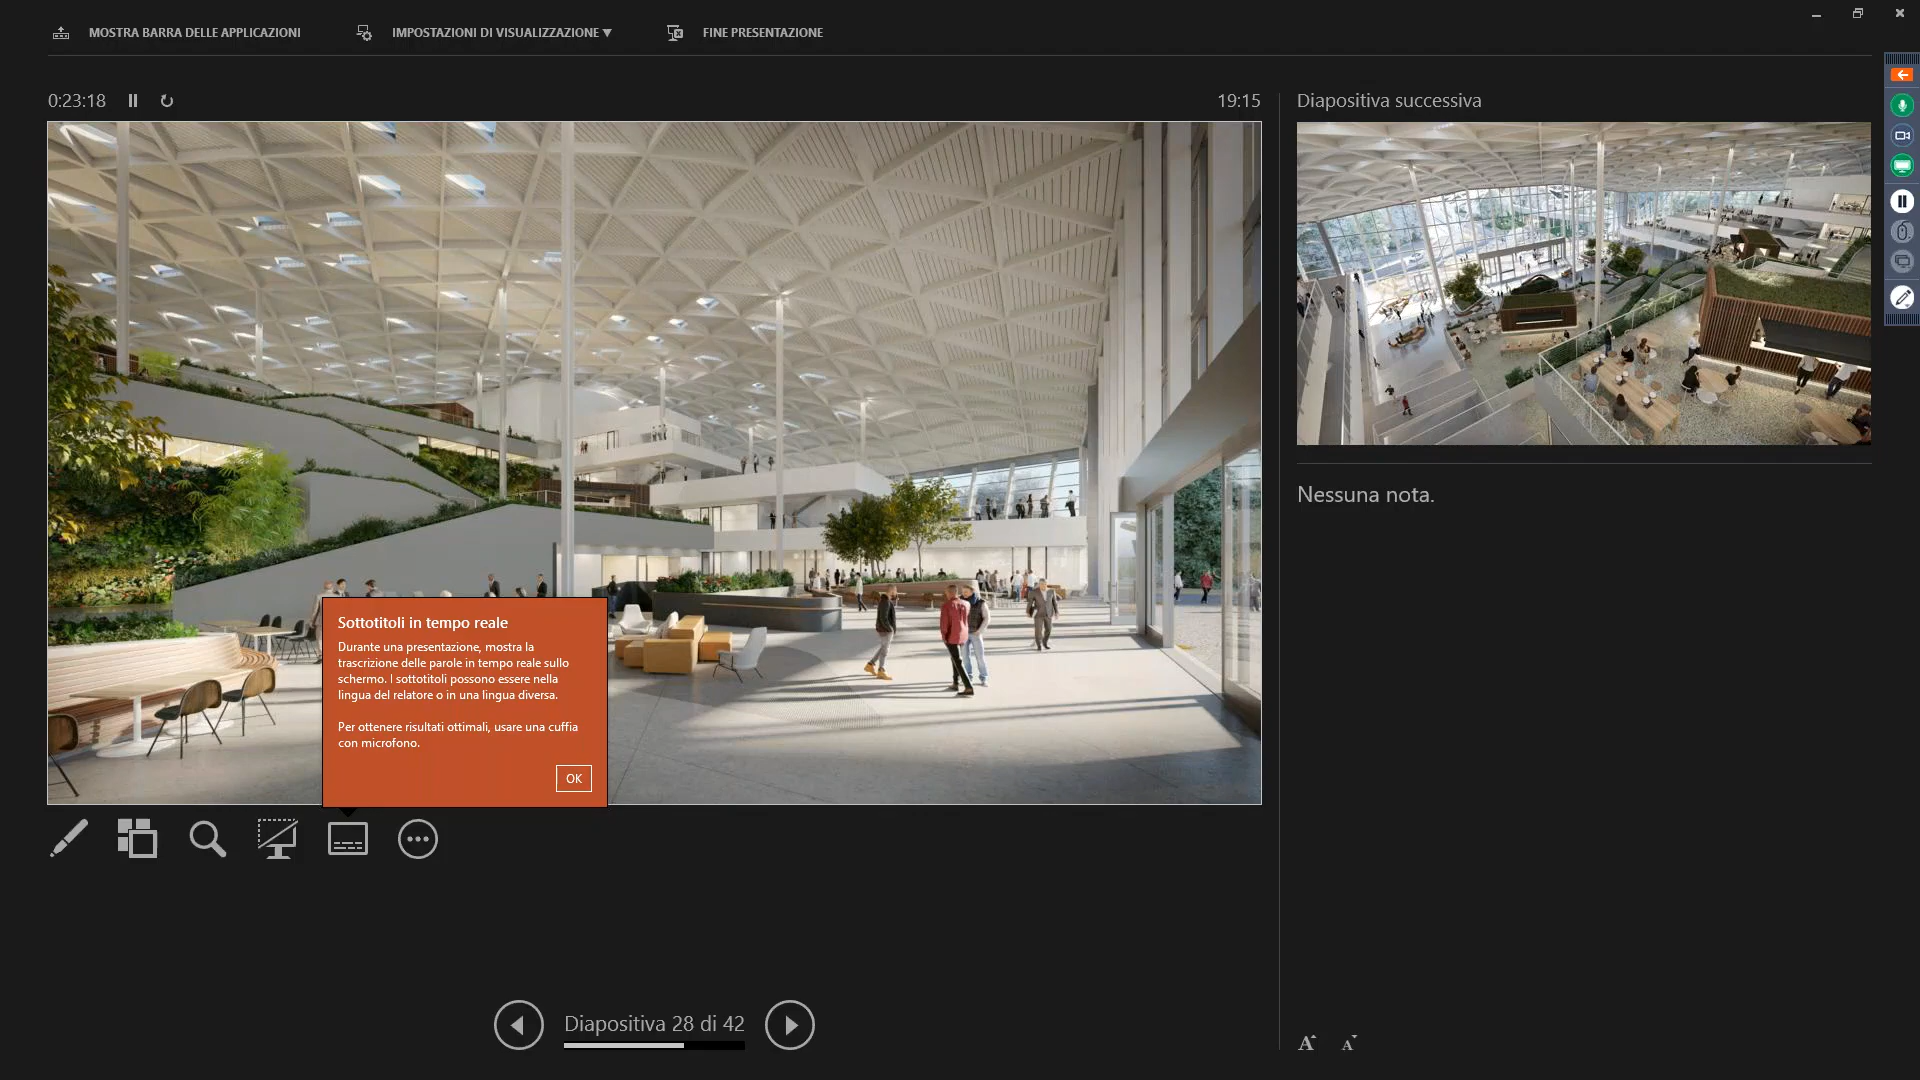 MOSTRA BARRA DELLE APPLICAZIONI
IMPOSTAZIONI DI VISUALIZZAZIONE ▼
FINE PRESENTAZIONE
0:23:18
19:15
Diapositiva successiva
Nessuna nota.
Sottotitoli in tempo reale
Durante una presentazione, mostra la
trascrizione delle parole in tempo reale sullo
schermo. I sottotitoli possono essere nella
lingua del relatore o in una lingua diversa.
Per ottenere risultati ottimali, usare una cuffia
con microfono.
OK
Diapositiva 28 di 42
A A